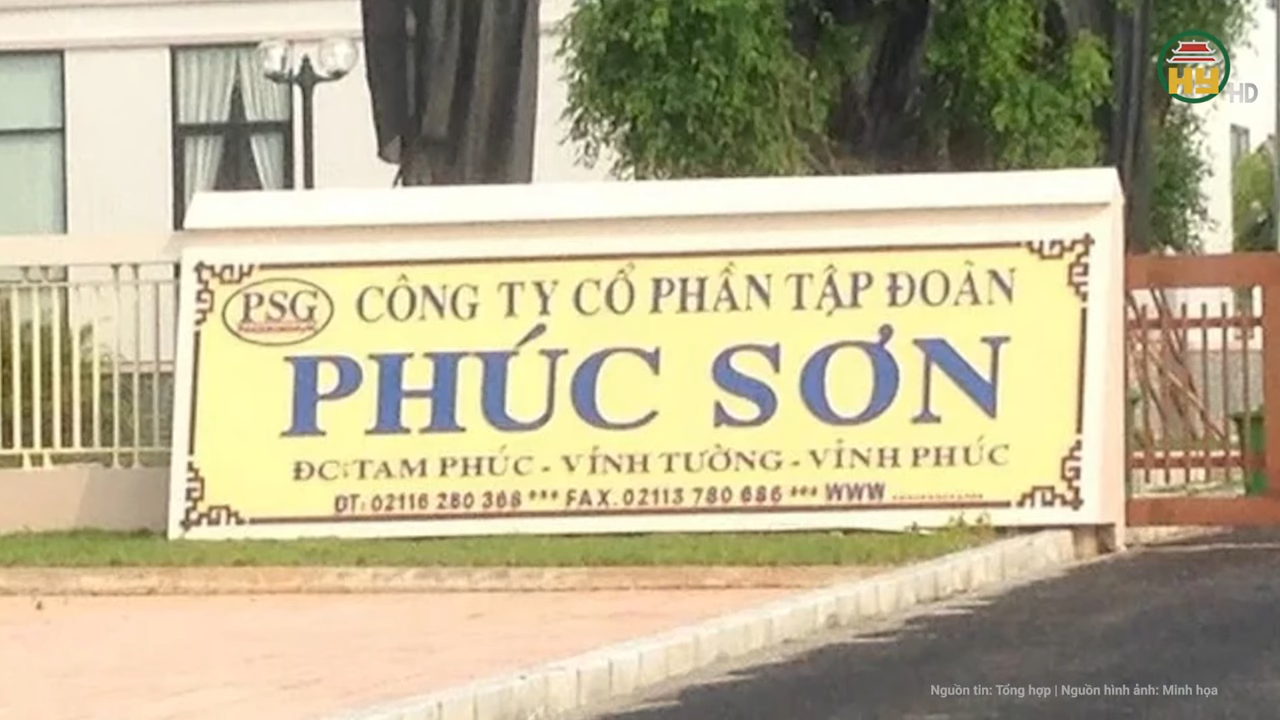 HY
HD
PSG
CÔNG TY CỔ PHẦN TẬP ĐOÀN
PHÚC SƠN
ĐC: TAM PHÚC - VĨNH TƯỜNG - VĨNH PHÚC
ĐT: 02116 280 368 *** FAX. 02113 780 686 *** WWW
Nguồn tin: Tổng hợp | Nguồn hình ảnh: Minh họa